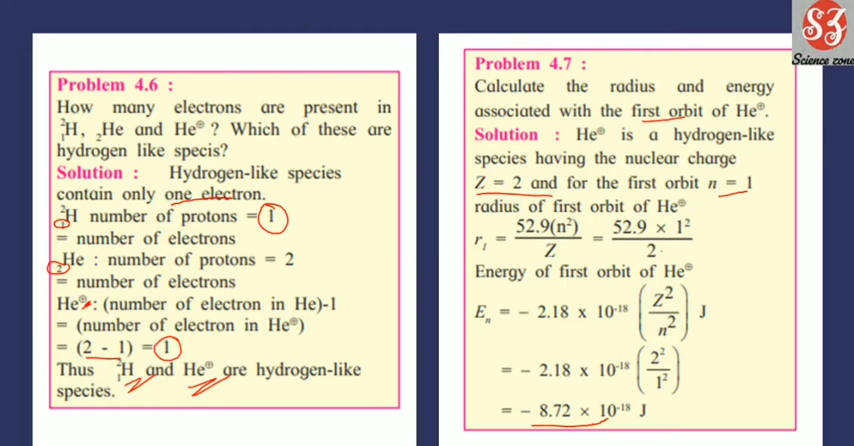 SZ
Science zone
Problem 4.6 :
How many electrons are present in
²₁H, ₂He and He⊕ ? Which of these are
hydrogen like specis?
Solution : Hydrogen-like species
contain only one electron.
²₁H number of protons = 1
= number of electrons
₂He : number of protons = 2
= number of electrons
He⊕: (number of electron in He)-1
= (number of electron in He⊕)
= (2 - 1) = 1
Thus ²₁H and He⊕ are hydrogen-like
species.
Problem 4.7 :
Calculate the radius and energy
associated with the first orbit of He⊕.
Solution : He⊕ is a hydrogen-like
species having the nuclear charge
Z = 2 and for the first orbit n = 1
radius of first orbit of He⊕
r₁ = 52.9(n²)/Z = 52.9 × 1²/2
Energy of first orbit of He⊕
Eₙ = - 2.18 x 10⁻¹⁸ (Z²/n²) J
= - 2.18 x 10⁻¹⁸ (2²/1²)
= - 8.72 × 10⁻¹⁸ J